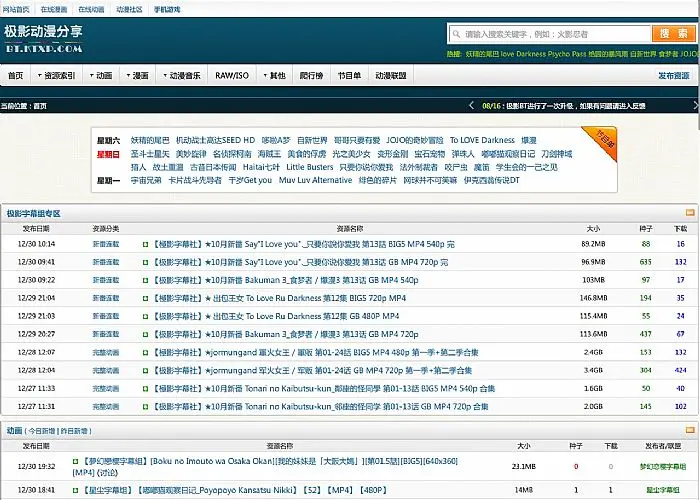 网站首页 在线漫画 在线动画 动漫社区 手机游戏
极影动漫分享
BT.KTXP.COM
请输入搜索关键字，例如：火影忍者 搜 索
热搜: 妖精的尾巴 love Darkness Psycho Pass 绝园的暴风雨 自新世界 食梦者 哆啦
首页 资源索引 动画 漫画 动漫音乐 RAW/ISO 其他 爬行榜 节目单 动漫联盟 发布资源
当前位置：首页 08/16：极影BT进行了一次升级，如果有问题请进入反馈
星期六 妖精的尾巴 机动战士高达SEED HD 哆啦A梦 自新世界 哥哥只要有爱 JOJO的奇妙冒险 To LOVE Darkness 爆漫
节目单
星期日 圣斗士星矢 美妙旋律 名侦探柯南 海贼王 美食的俘虏 光之美少女 变形金刚 宝石宠物 弹珠人 嘟嘟猫观察日记 刀剑神域
猎人 战士重温 古昔日本传闻 Haitai七叶 Little Busters 只要你说你爱我 法外制裁者 咬尸虫 魔笛 学生会的一己之见
星期一 宇宙兄弟 卡片战斗先导者 干岁Get you Muv Luv Alternative 绯色的碎片 网球并不可笑嘛 伊克西翁传说DT
极影字幕组专区
发布日期 资源分类 资源名称 大小 种子 下载
12/30 10:14 新番连载 【極影字幕社】★10月新番 Say"I Love you"._只要你說你愛我 第13話 BIG5 MP4 540p 完 89.2MB 88 16
12/30 09:41 新番连载 【極影字幕社】★10月新番 Say"I Love you"._只要你说你爱我 第13话 GB MP4 720p 完 96.9MB 635 132
12/30 09:22 新番连载 【極影字幕社】★10月新番 Bakuman 3_食梦者 / 爆漫3 第13话 GB MP4 540p 103MB 97 17
12/29 21:04 新番连载 【極影字幕社】★ 出包王女 To Love Ru Darkness 第12集 BIG5 720p MP4 146.8MB 194 35
12/29 21:03 新番连载 【極影字幕社】★ 出包王女 To Love Ru Darkness 第12集 GB 480P MP4 115.4MB 55 24
12/29 20:27 新番连载 【極影字幕社】★10月新番 Bakuman 3_食梦者 / 爆漫3 第13话 GB MP4 720p 113.6MB 437 67
12/28 12:07 完整动画 【極影字幕社】★jormungand 軍火女王 / 軍販 第01-24話 BIG5 MP4 480p 第一季+第二季合集 2.4GB 153 132
12/28 12:04 完整动画 【極影字幕社】★jormungand 军火女王 / 军贩 第01-24话 GB MP4 720p 第一季+第二季合集 3.4GB 304 424
12/27 11:33 完整动画 【極影字幕社】★10月新番 Tonari no Kaibutsu-kun_鄰座的怪同學 第01-13話 BIG5 MP4 540p 合集 1.6GB 50 40
12/27 11:31 完整动画 【極影字幕社】★10月新番 Tonari no Kaibutsu-kun_邻座的怪同学 第01-13话 GB MP4 720p 合集 2.0GB 145 102
动画 ( 今日新增 | 昨日新增 )
发布日期 资源名称 大小 种子 下载 发布者/联盟
12/30 19:32 【梦幻恋樱字幕组】[Boku no Imouto wa Osaka Okan][我的妹妹是「大阪大媽」][第01.5話][BIG5][640x360] 23.1MB 0 0 梦幻恋樱字幕组
[MP4] (讨论)
12/30 18:41 【星尘字幕组】【嘟嘟猫观察日记_Poyopoyo Kansatsu Nikki】【52】【MP4】【480P】 14MB 1 1 星尘字幕组